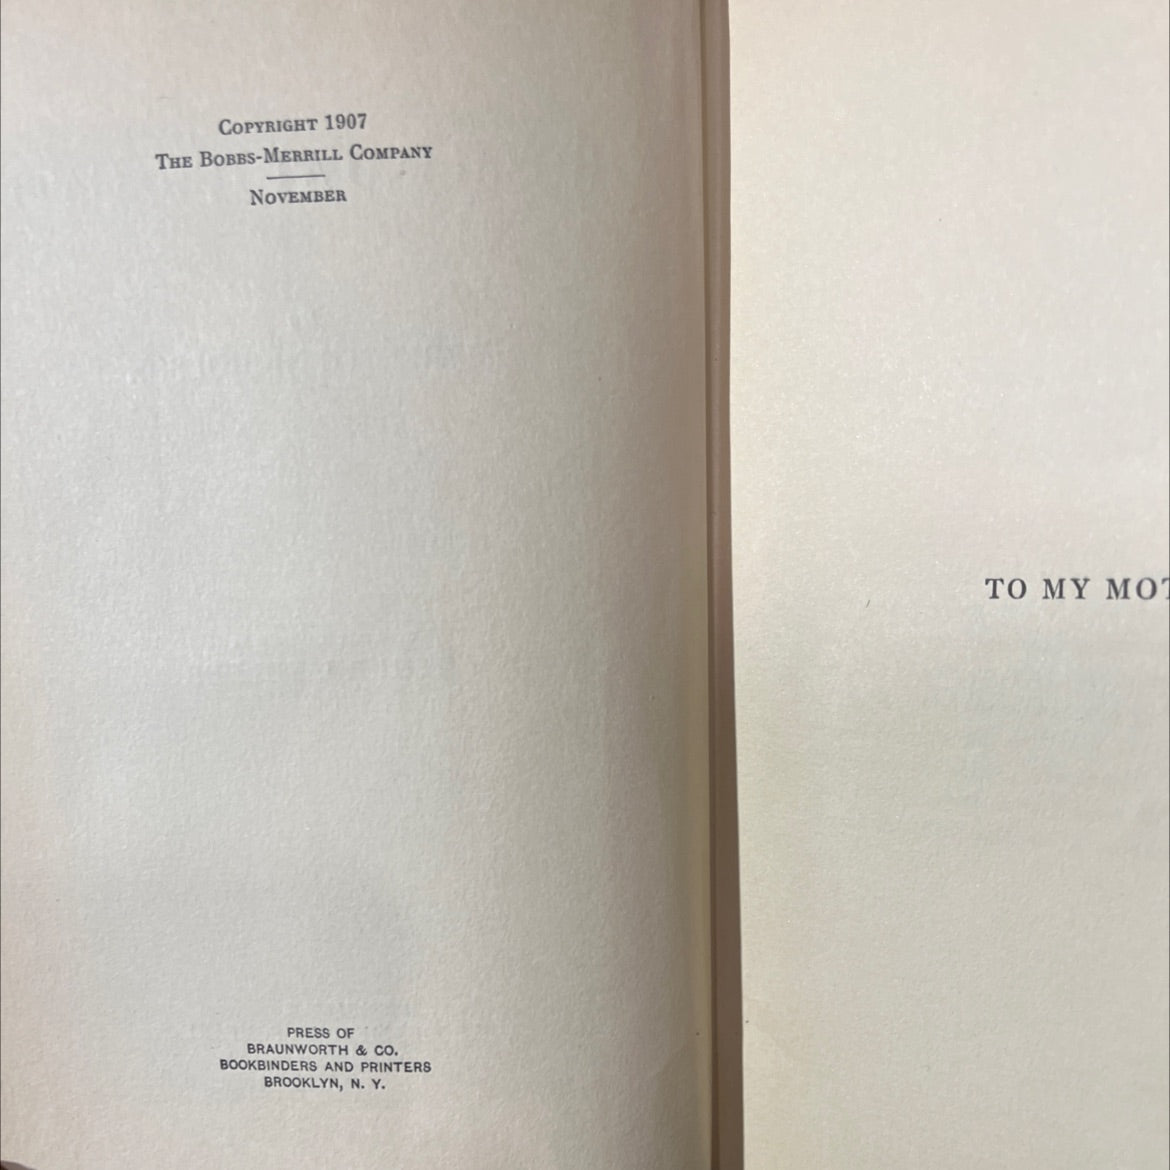 Copyright 1907
The Bobbs-Merrill Company
November
PRESS OF
BRAUNWORTH & CO.
BOOKBINDERS AND PRINTERS
BROOKLYN, N. Y.
TO MY MOT